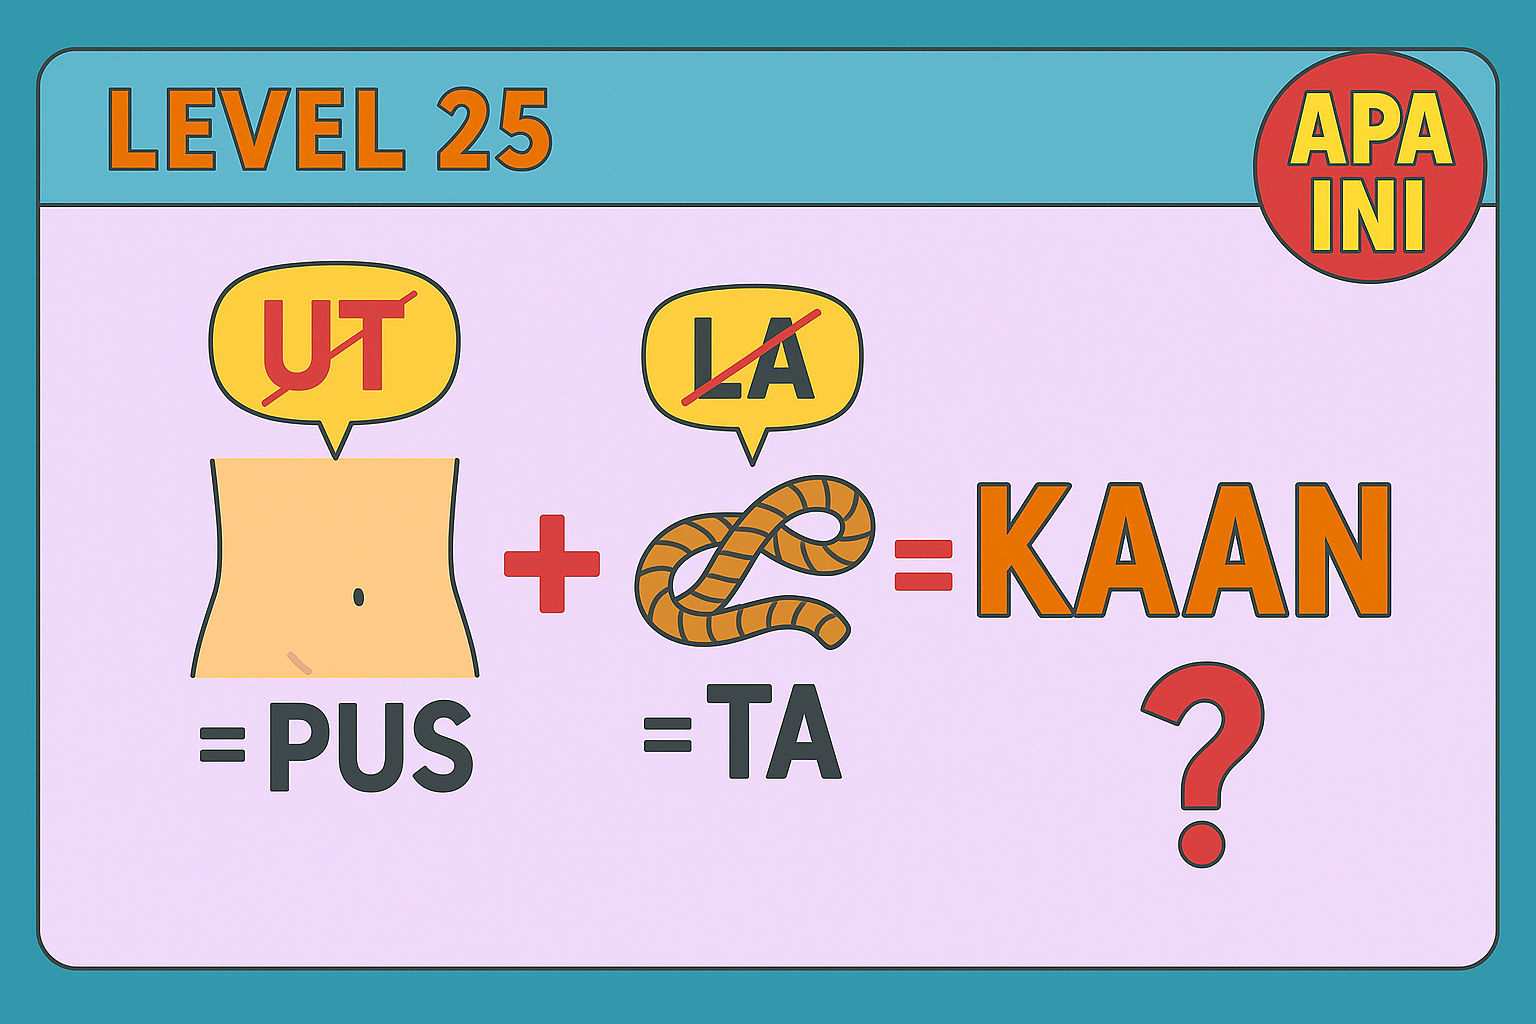 LEVEL 25
APA
INI
UT
LA
+
= KAAN
= PUS
= TA
?